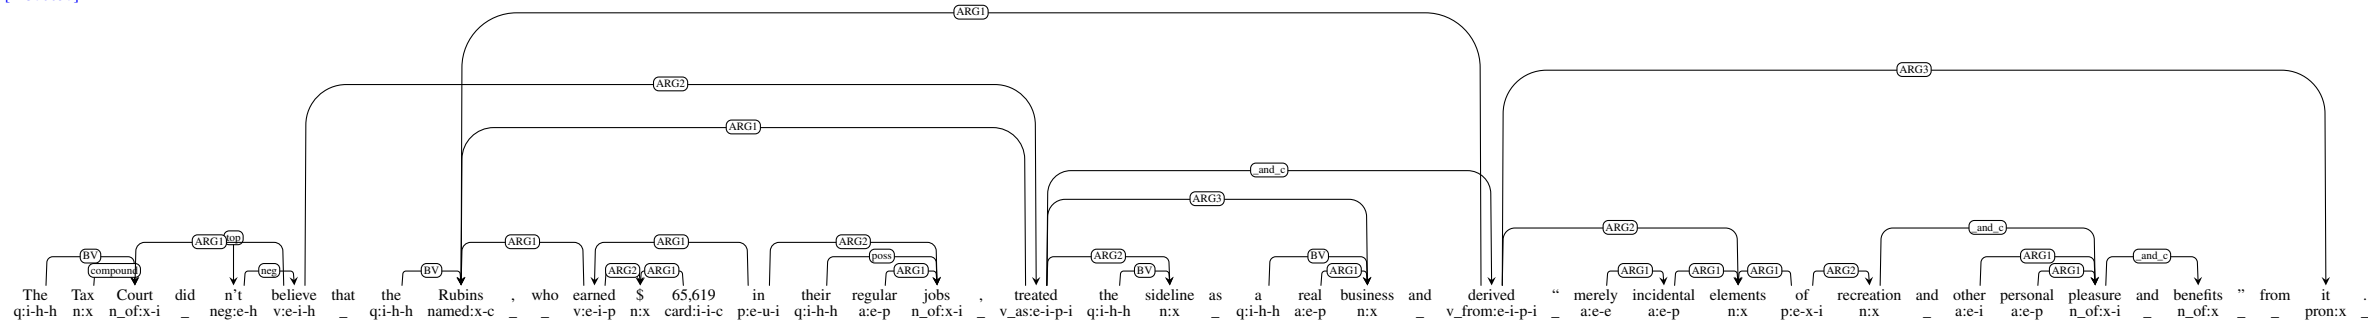 ARG1
ARG2 ARG3
ARG1
_and_c
ARG3
ARG2 _and_c
ARG1 top ARG1 ARG1 ARG2
BV poss ARG2 BV ARG1 _and_c
compound neg BV ARG2 ARG1 ARG1 BV ARG1 ARG1 ARG1 ARG1 ARG2 ARG1
The Tax Court did n't believe that the Rubins , who earned $ 65,619 in their regular jobs , treated the sideline as a real business and derived “ merely incidental elements of recreation and other personal pleasure and benefits ” from it .
q:i-h-h n:x n_of:x-i _ neg:e-h v:e-i-h _ q:i-h-h named:x-c _ _ v:e-i-p n:x card:i-i-c p:e-u-i q:i-h-h a:e-p n_of:x-i _ v_as:e-i-p-i q:i-h-h n:x _ q:i-h-h a:e-p n:x _ v_from:e-i-p-i _ a:e-e a:e-p n:x p:e-x-i n:x _ a:e-i a:e-p n_of:x-i _ n_of:x _ _ pron:x _